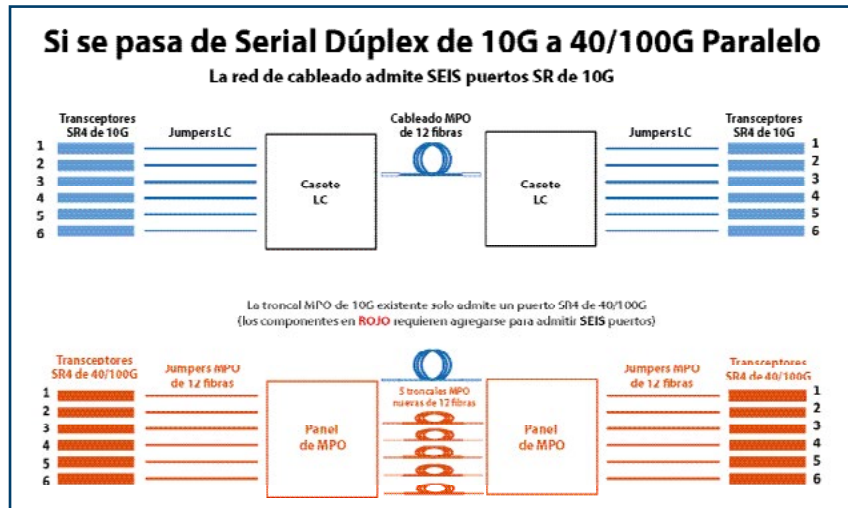 Si se pasa de Serial Dúplex de 10G a 40/100G Paralelo
La red de cableado admite SEIS puertos SR de 10G
Transceptores
SR4 de 10G
Jumpers LC
Cableado MPO
de 12 fibras
Jumpers LC
Transceptores
SR4 de 10G
1
2
3
4
5
6
Casete
LC
Casete
LC
1
2
3
4
5
6
La troncal MPO de 10G existente solo admite un puerto SR4 de 40/100G
(los componentes en ROJO requieren agregarse para admitir SEIS puertos)
Transceptores
SR4 de 40/100G
Jumpers MPO
de 12 fibras
5 troncales MPO
nuevas de 12 fibras
Jumpers MPO
de 12 fibras
Transceptores
SR4 de 40/100G
1
2
3
4
5
6
Panel
de MPO
Panel
de MPO
1
2
3
4
5
6